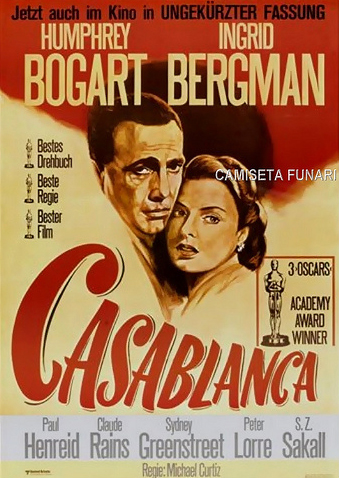 Jetzt auch im Kino in UNGEKÜRZTER FASSUNG
HUMPHREY INGRID
BOGART BERGMAN
CAMISETA FUNARI
Bestes
Drehbuch
Beste
Regie
Bester
Film
3 OSCARS
ACADEMY
AWARD
WINNER
CASABLANCA
Paul Claude Sydney Peter S. Z.
Henreid Rains Greenstreet Lorre Sakall
Regie: Michael Curtiz